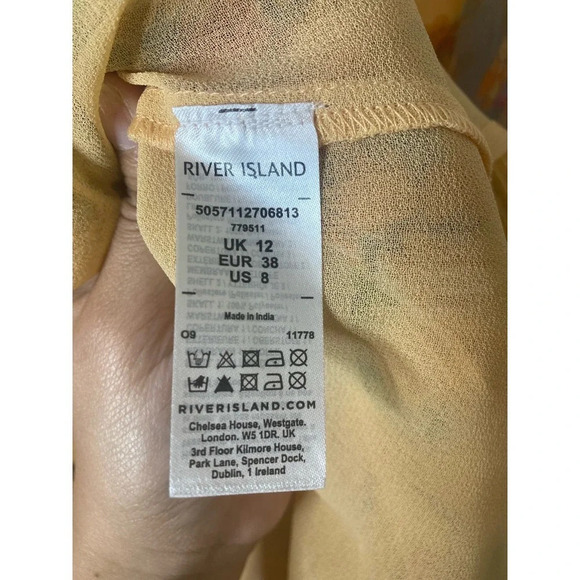 RIVER ISLAND
5057112706813
779511
UK 12
EUR 38
US 8
Made in India
O9 11778
RIVERISLAND.COM
Chelsea House, Westgate.
London. W5 1DR. UK
3rd Floor Kilmore House,
Park Lane, Spencer Dock,
Dublin, 1 Ireland